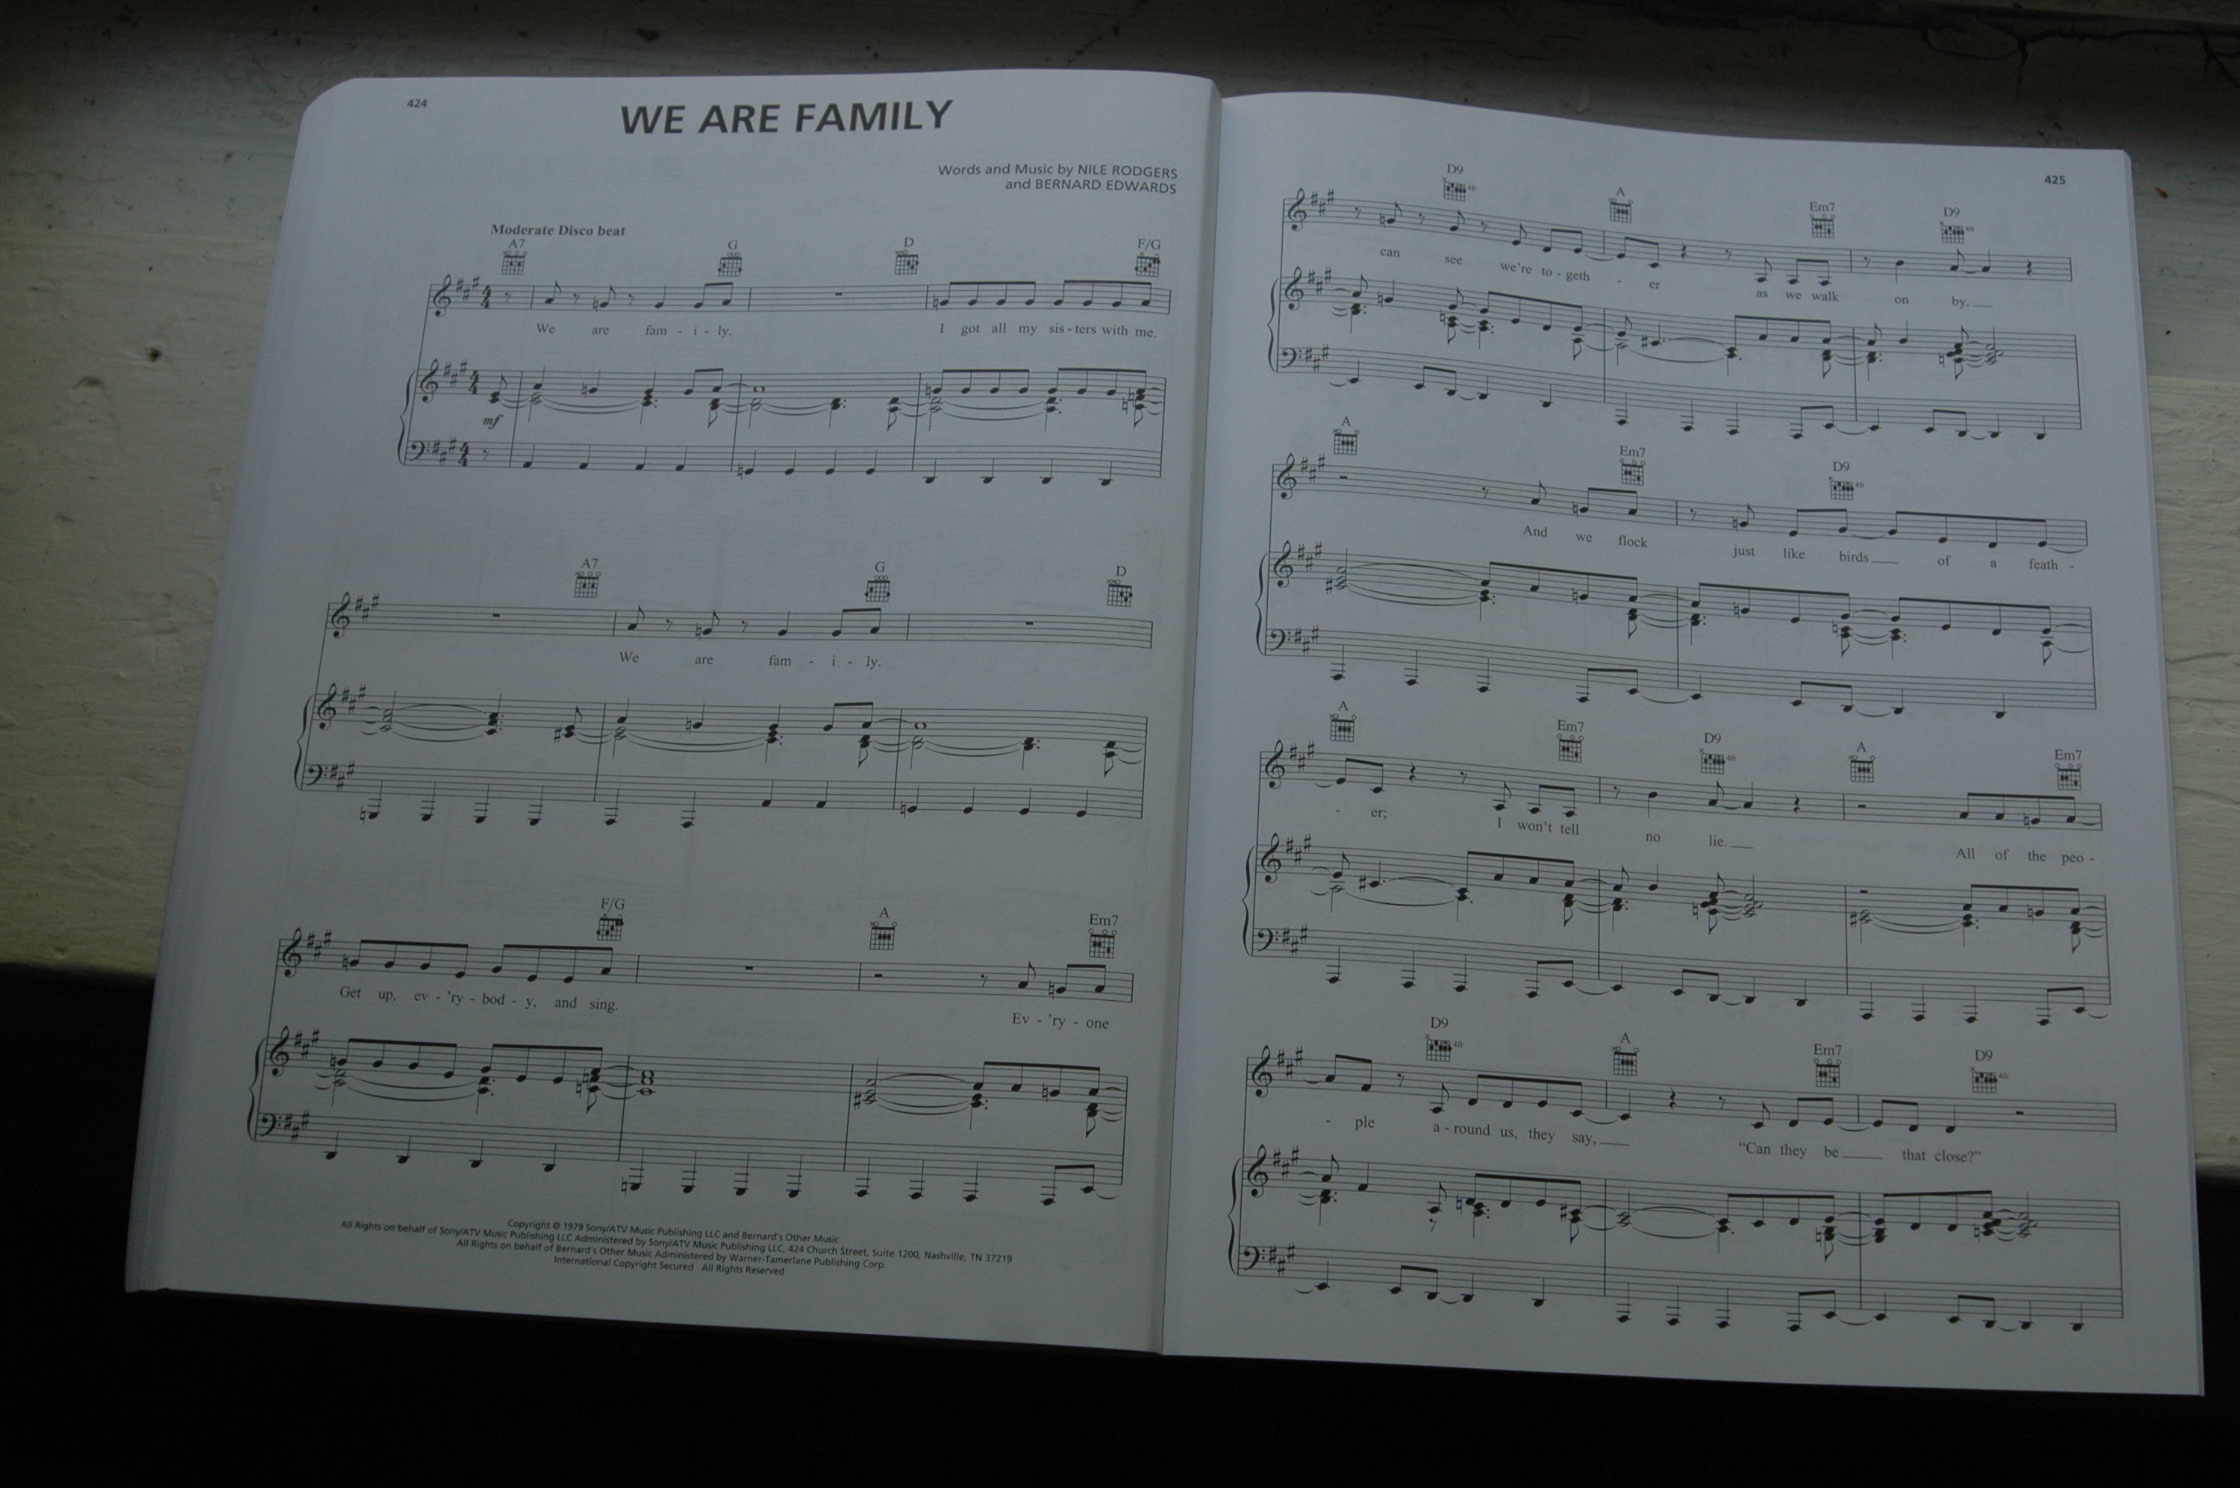 424
WE ARE FAMILY
Words and Music by NILE RODGERS
and BERNARD EDWARDS
Moderate Disco beat
A7 G D F/G
We are fam - i - ly. I got all my sis - ters with me.
mf
A7 G D
We are fam - i - ly.
F/G A Em7
Get up, ev - 'ry - bod - y, and sing. Ev - 'ry - one
Copyright © 1979 Sony/ATV Music Publishing LLC and Bernard's Other Music
All Rights on behalf of Sony/ATV Music Publishing LLC Administered by Sony/ATV Music Publishing LLC, 424 Church Street, Suite 1200, Nashville, TN 37219
All Rights on behalf of Bernard's Other Music Administered by Warner-Tamerlane Publishing Corp.
International Copyright Secured All Rights Reserved
425
D9 A Em7 D9
can see we're to - geth - er as we walk on by.
A Em7 D9
And we flock just like birds of a feath -
A Em7 D9 A Em7
- er; I won't tell no lie. All of the peo -
D9 A Em7 D9
- ple a - round us, they say, "Can they be that close?"